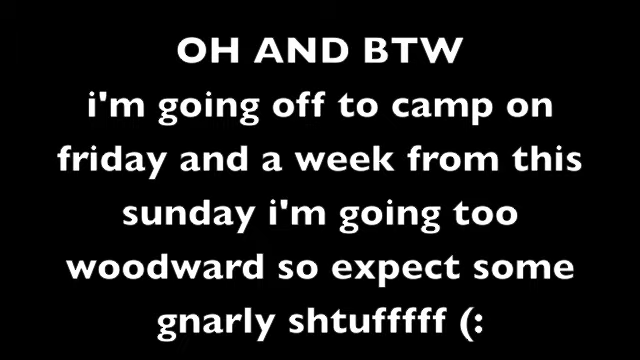 OH AND BTW
i'm going off to camp on
friday and a week from this
sunday i'm going too
woodward so expect some
gnarly shtufffff (: